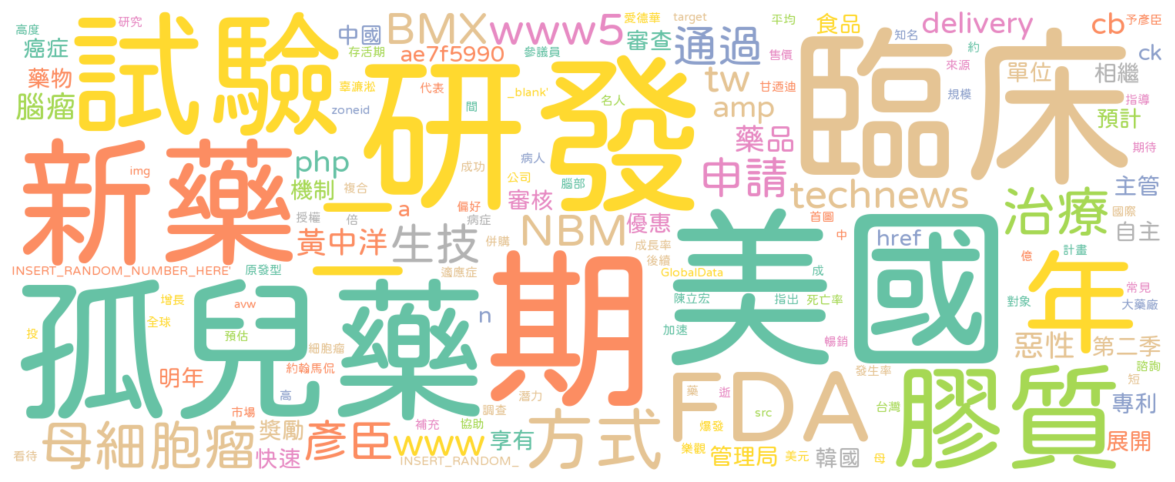 高度
研究
癌症
試驗
藥物
腦瘤
中國
BMX
www5
愛德華
target
平均
食品
delivery
cb
予彥臣
ae7f5990
參議員
審查
通過
售價
知名
約
ck
存活期
富源淞
代表
_blank'
名人
tw
甘迺迪
來源
單位
相繼
zoneid
間
amp
規模
指導
研發
臨床
預計
新藥
img
php
成功
病人
藥品
期待
機制
複合
公司
腦部
申請
technews
治療
主管
授權
倍
a
偏好
審核
優惠
首圖
國際
自主
黃中洋
生技
病症
併購
NBM
成長率
後續
中
href
計畫
INSERT_RANDOM_NUMBER_HERE'
原發型
適應症
GlobalData
美國
成
億
年
孤兒藥
增長
avw
n
期
陳立宏
指出
死亡率
對象
常見
大藥廠
投
全球
預估
細胞瘤
加速
暢銷
惡性
第二季
明年
約翰馬侃
高
潛力
發生率
諮詢
FDA
藥
逝
src
膠質
短
專利
市場
補充
協助
調查
台灣
母細胞瘤
獎勵
彥臣
www
享有
方式
爆發
展開
看待
快速
INSERT_RANDOM_
樂觀
管理局
美元
韓國
母